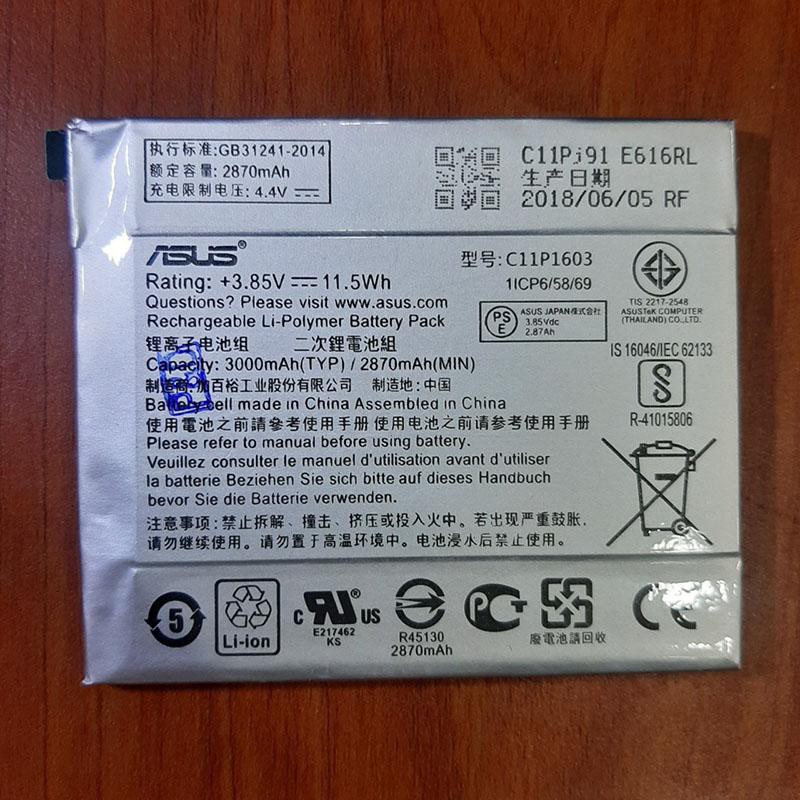 执行标准:GB31241-2014
额定容量: 2870mAh
充电限制电压: 4.4V
C11Pi91 E616RL
生产日期
2018/06/05 RF
ASUS®
型号: C11P1603
Rating: +3.85V 11.5Wh
1ICP6/58/69
Questions? Please visit www.asus.com
Rechargeable Li-Polymer Battery Pack
锂离子电池组 二次鋰電池組
Capacity: 3000mAh(TYP) / 2870mAh(MIN)
制造商:加百裕工业股份有限公司 制造地: 中国
Battery cell made in China Assembled in China
使用電池之前請參考使用手册 使用电池之前请参考使用手册
Please refer to manual before using battery.
Veuillez consulter le manuel d'utilisation avant d'utiliser
la batterie Beziehen Sie sich bitte auf dieses Handbuch
bevor Sie die Batterie verwenden.
注意事项: 禁止拆解、撞击、挤压或投入火中。若出现严重鼓胀,
请勿继续使用。请勿置于高温环境中。电池浸水后禁止使用。
PS
E
ASUS JAPAN株式会社
3.85Vdc
2.87Ah
TIS 2217-2548
ASUSTeK COMPUTER
(THAILAND) CO.,LTD.
IS 16046/IEC 62133
R-41015806
5
Li-ion
c RU® US
E217462
KS
R45130
2870mAh
PCT
廢電池請回收
CE